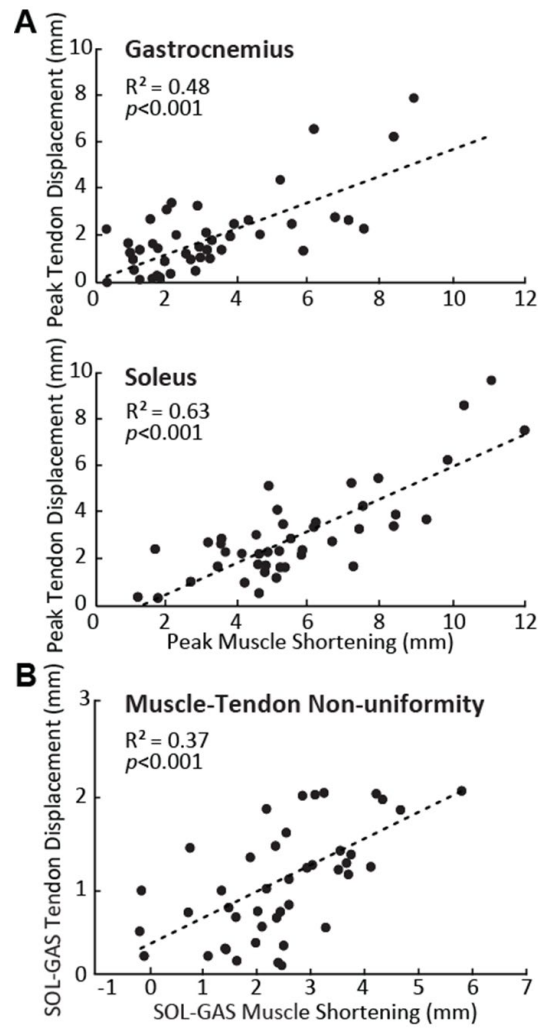 A
Peak Tendon Displacement (mm)
Gastrocnemius
R² = 0.48
p<0.001
10
8
6
4
2
0
0 2 4 6 8 10 12
Peak Tendon Displacement (mm)
Soleus
R² = 0.63
p<0.001
10
8
6
4
2
0
0 2 4 6 8 10 12
Peak Muscle Shortening (mm)
B
SOL-GAS Tendon Displacement (mm)
Muscle-Tendon Non-uniformity
R² = 0.37
p<0.001
3
2
1
0
-1 0 1 2 3 4 5 6 7
SOL-GAS Muscle Shortening (mm)